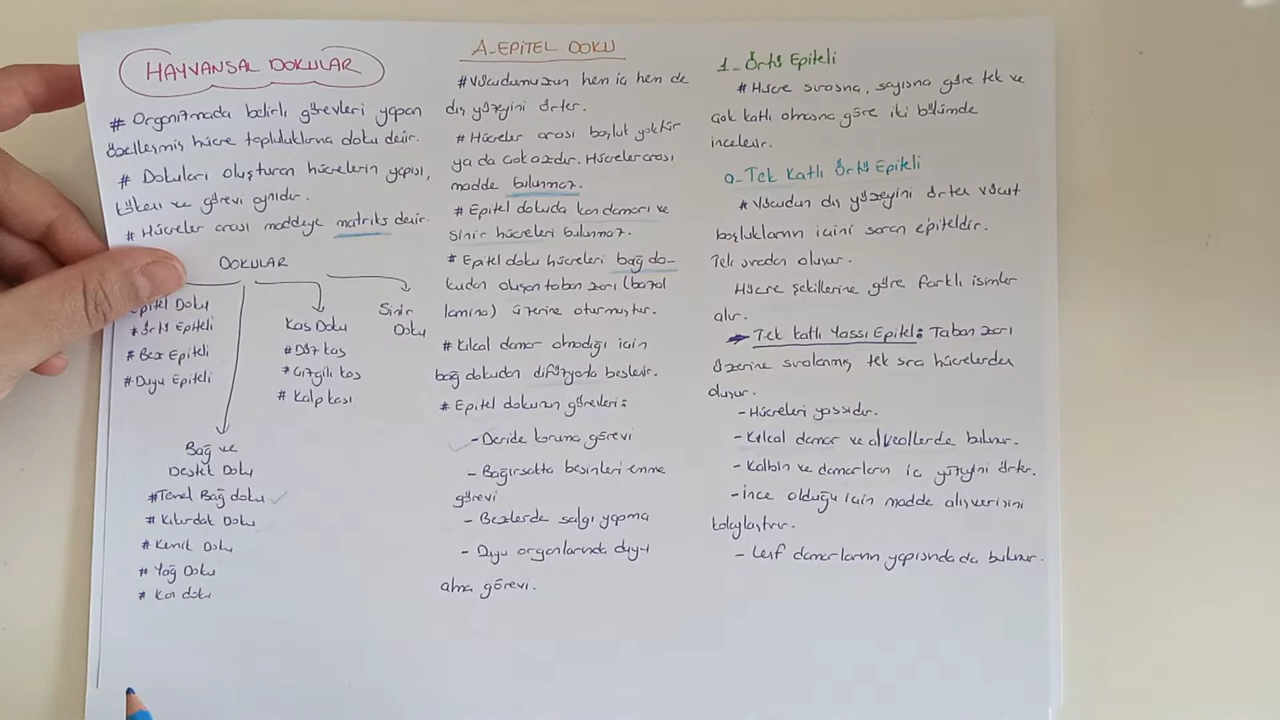 HAYVANSAL DOKULAR
# Organizmada belirli görevleri yapan
özelleşmiş hücre topluluklarına doku denir.
# Dokuları oluşturan hücrelerin yapısı,
kökeni ve görevi aynıdır.
# Hücreler arası maddeye matriks denir.
DOKULAR
Epitel Doku
# Örtü Epiteli
# Bez Epiteli
# Duyu Epiteli
Kas Doku
# Düz kas
# Çizgili kas
# Kalp kası
Sinir
Doku
Bağ ve
Destek Doku
# Temel Bağ doku
# Kıkırdak Doku
# Kemik Doku
# Yağ Doku
# Kan doku
A-EPİTEL DOKU
# Vücudumuzun hem iç hem de
dış yüzeyini örter.
# Hücreler arası boşluk yoktur
ya da çok azdır. Hücreler arası
madde bulunmaz.
# Epitel dokuda kan damarı ve
sinir hücreleri bulunmaz.
# Epitel doku hücreleri bağ do-
kudan oluşan taban zarı (bazal
lamina) üzerine oturmuştur.
# Kılcal damar olmadığı için
bağ dokudan difüzyonla beslenir.
# Epitel dokunun görevleri:
- Deride koruma görevi
- Bağırsakta besinleri emme
görevi
- Bezlerde salgı yapma
- Duyu organlarında duyu
alma görevi.
1- Örtü Epiteli
# Hücre sırasına, sayısına göre tek ve
çok katlı olmasına göre iki bölümde
incelenir.
a- Tek Katlı Örtü Epiteli
# Vücudun dış yüzeyini örten vücut
boşluklarının içini saran epiteldir.
Tek sıradan oluşur.
Hücre şekillerine göre farklı isimler
alır.
→ Tek katlı Yassı Epitel: Taban zarı
üzerine sıralanmış tek sıra hücrelerden
oluşur.
- Hücreleri yassıdır.
- Kılcal damar ve alveollerde bulunur.
- Kalbin ve damarların iç yüzeyini örter.
- İnce olduğu için madde alışverişini
kolaylaştırır.
- Lenf damarlarının yapısında da bulunur.